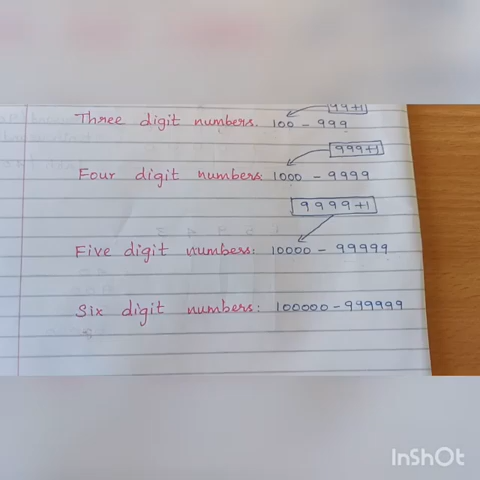 99+1
Three digit numbers. 100 - 999
999+1
Four digit numbers: 1000 - 9999
9999+1
Five digit numbers: 10000 - 99999
Six digit numbers: 100000 - 999999
InShOt